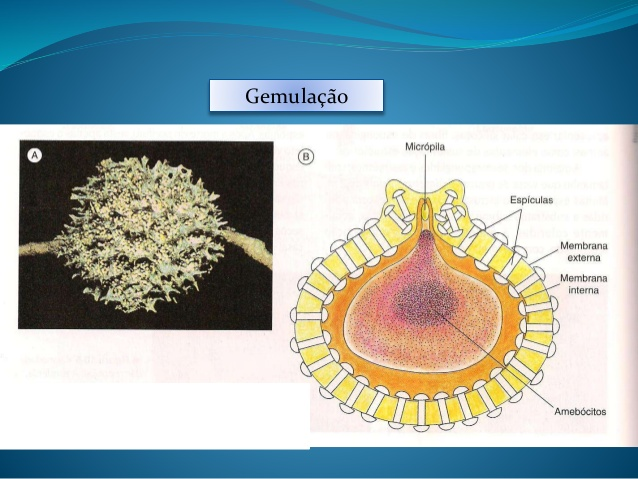 Gemulação
A
B
Micrópila
Espículas
Membrana
externa
Membrana
interna
Amebócitos